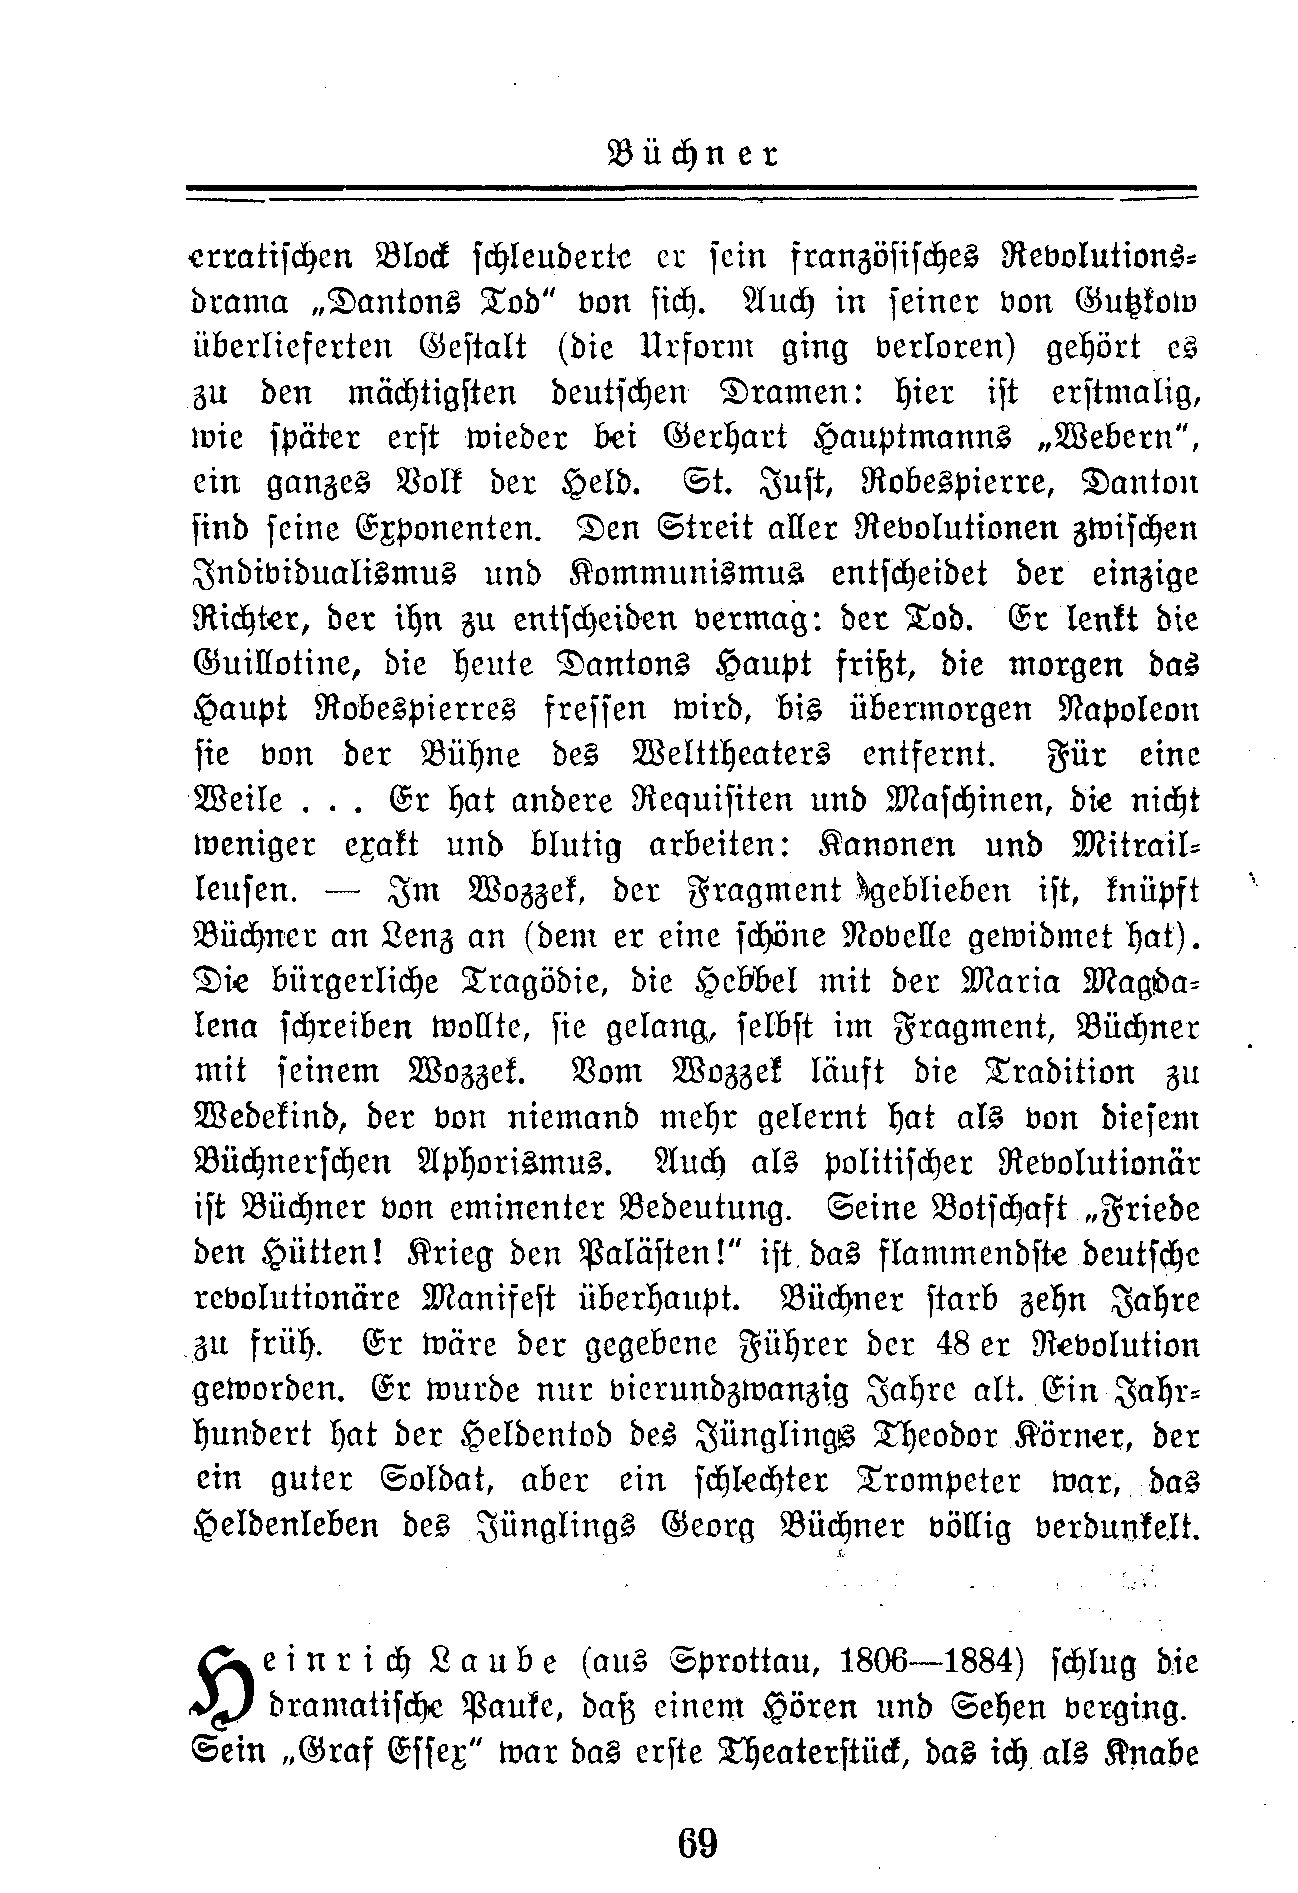 Büchner
erratischen Block schleuderte er sein französisches Revolutions-
drama „Dantons Tod“ von sich. Auch in seiner von Gutzkow
überlieferten Gestalt (die Urform ging verloren) gehört es
zu den mächtigsten deutschen Dramen: hier ist erstmalig,
wie später erst wieder bei Gerhart Hauptmanns „Webern“,
ein ganzes Volk der Held. St. Just, Robespierre, Danton
sind seine Exponenten. Den Streit aller Revolutionen zwischen
Individualismus und Kommunismus entscheidet der einzige
Richter, der ihn zu entscheiden vermag: der Tod. Er lenkt die
Guillotine, die heute Dantons Haupt frißt, die morgen das
Haupt Robespierres fressen wird, bis übermorgen Napoleon
sie von der Bühne des Welttheaters entfernt. Für eine
Weile . . . Er hat andere Requisiten und Maschinen, die nicht
weniger exakt und blutig arbeiten: Kanonen und Mitrail-
leusen. — Im Wozzek, der Fragment geblieben ist, knüpft
Büchner an Lenz an (dem er eine schöne Novelle gewidmet hat).
Die bürgerliche Tragödie, die Hebbel mit der Maria Magda-
lena schreiben wollte, sie gelang, selbst im Fragment, Büchner
mit seinem Wozzek. Vom Wozzek läuft die Tradition zu
Wedekind, der von niemand mehr gelernt hat als von diesem
Büchnerschen Aphorismus. Auch als politischer Revolutionär
ist Büchner von eminenter Bedeutung. Seine Botschaft „Friede
den Hütten! Krieg den Palästen!“ ist das flammendste deutsche
revolutionäre Manifest überhaupt. Büchner starb zehn Jahre
zu früh. Er wäre der gegebene Führer der 48 er Revolution
geworden. Er wurde nur vierundzwanzig Jahre alt. Ein Jahr-
hundert hat der Heldentod des Jünglings Theodor Körner, der
ein guter Soldat, aber ein schlechter Trompeter war, das
Heldenleben des Jünglings Georg Büchner völlig verdunkelt.
Heinrich Laube (aus Sprottau, 1806—1884) schlug die
dramatische Pauke, daß einem Hören und Sehen verging.
Sein „Graf Essex“ war das erste Theaterstück, das ich als Knabe
69